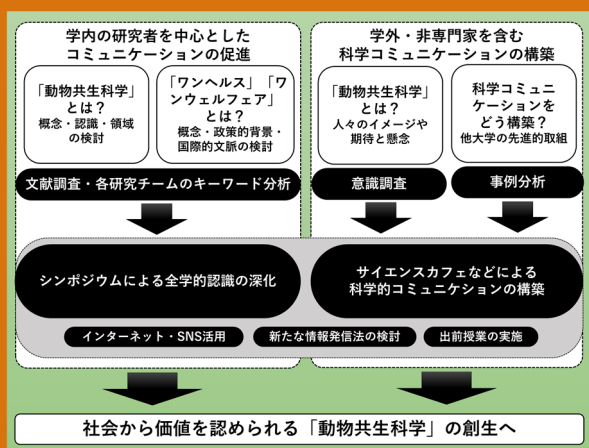 学内の研究者を中心とした
コミュニケーションの促進
「動物共生科学」
とは？
概念・認識・領域
の検討
「ワンヘルス」「ワ
ンウェルフェア」
とは？
概念・政策的背景・
国際的文脈の検討
文献調査・各研究チームのキーワード分析
学外・非専門家を含む
科学コミュニケーションの構築
「動物共生科学」
とは？
人々のイメージや
期待と懸念
科学コミュニ
ケーションを
どう構築？
他大学の先進的取組
意識調査
事例分析
シンポジウムによる全学的認識の深化
サイエンスカフェなどによる
科学的コミュニケションの構築
インターネット・SNS活用
新たな情報発信法の検討
出前授業の実施
社会から価値を認められる「動物共生科学」の創生へ